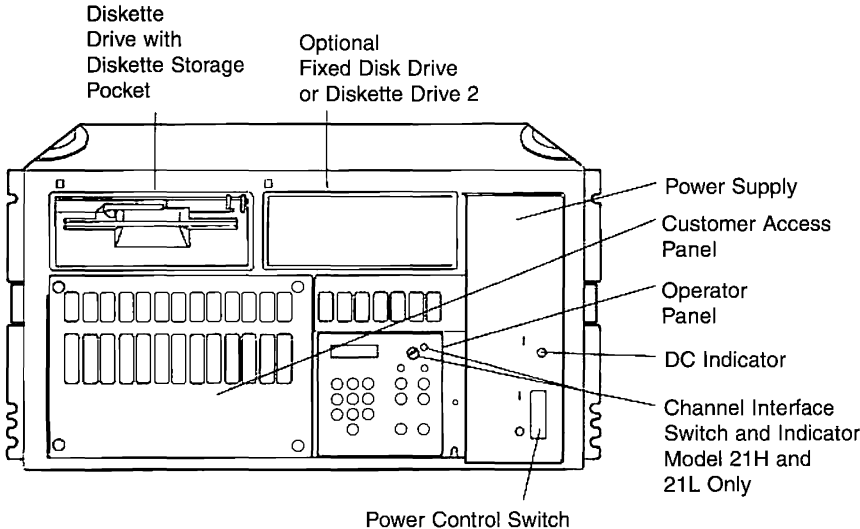 Diskette
Drive with
Diskette Storage
Pocket
Optional
Fixed Disk Drive
or Diskette Drive 2
Power Supply
Customer Access
Panel
Operator
Panel
DC Indicator
Channel Interface
Switch and Indicator
Model 21H and
21L Only
Power Control Switch